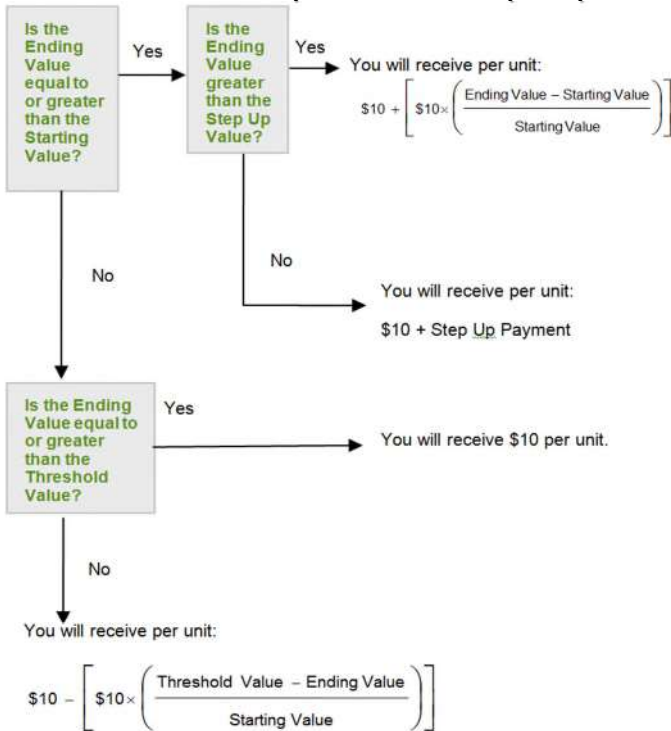 Is the
Ending
Value
equal to
or greater
than the
Starting
Value?
Yes
Is the
Ending
Value
greater
than the
Step Up
Value?
Yes
You will receive per unit:
$10 + [ $10× ( Ending Value – Starting Value
Starting Value ) ]
No
No
You will receive per unit:
$10 + Step Up Payment
Is the Ending
Value equal to
or greater
than the
Threshold
Value?
Yes
You will receive $10 per unit.
No
You will receive per unit:
$10 – [ $10× ( Threshold Value – Ending Value
Starting Value ) ]